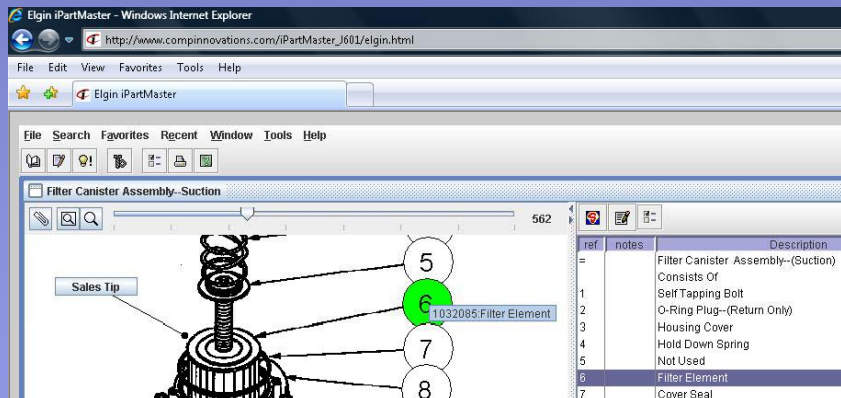 Elgin iPartMaster - Windows Internet Explorer
http://www.compinnovations.com/iPartMaster_J601/elgin.html
File Edit View Favorites Tools Help
Elgin iPartMaster
File Search Favorites Recent Window Tools Help
Filter Canister Assembly--Suction
562
ref notes Description
= Filter Canister Assembly--(Suction)
Consists Of
1 Self Tapping Bolt
2 O-Ring Plug--(Return Only)
3 Housing Cover
4 Hold Down Spring
5 Not Used
6 Filter Element
7 Cover Seal
5
Sales Tip
6
1032085:Filter Element
7
8